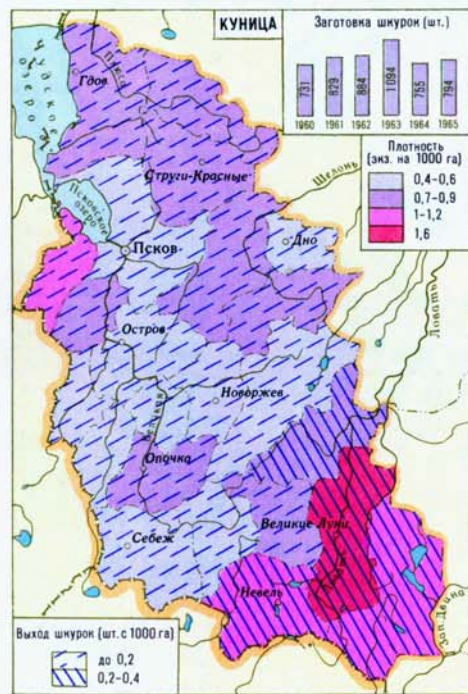 КУНИЦА
Заготовка шкурок (шт.)
731
829
884
1094
755
794
1960
1961
1962
1963
1964
1965
Плотность
(экз. на 1000 га)
0,4-0,6
0,7-0,9
1-1,2
1,6
Чудское
озеро
Гдов
Плюсса
Струги-Красные
Шелонь
Псковское
озеро
Псков
Дно
Ловать
Остров
Великая
Новоржев
Опочка
Великие Луки
Себеж
Невель
Ловать
Зап. Двина
Выход шкурок (шт. с 1000 га)
до 0,2
0,2-0,4